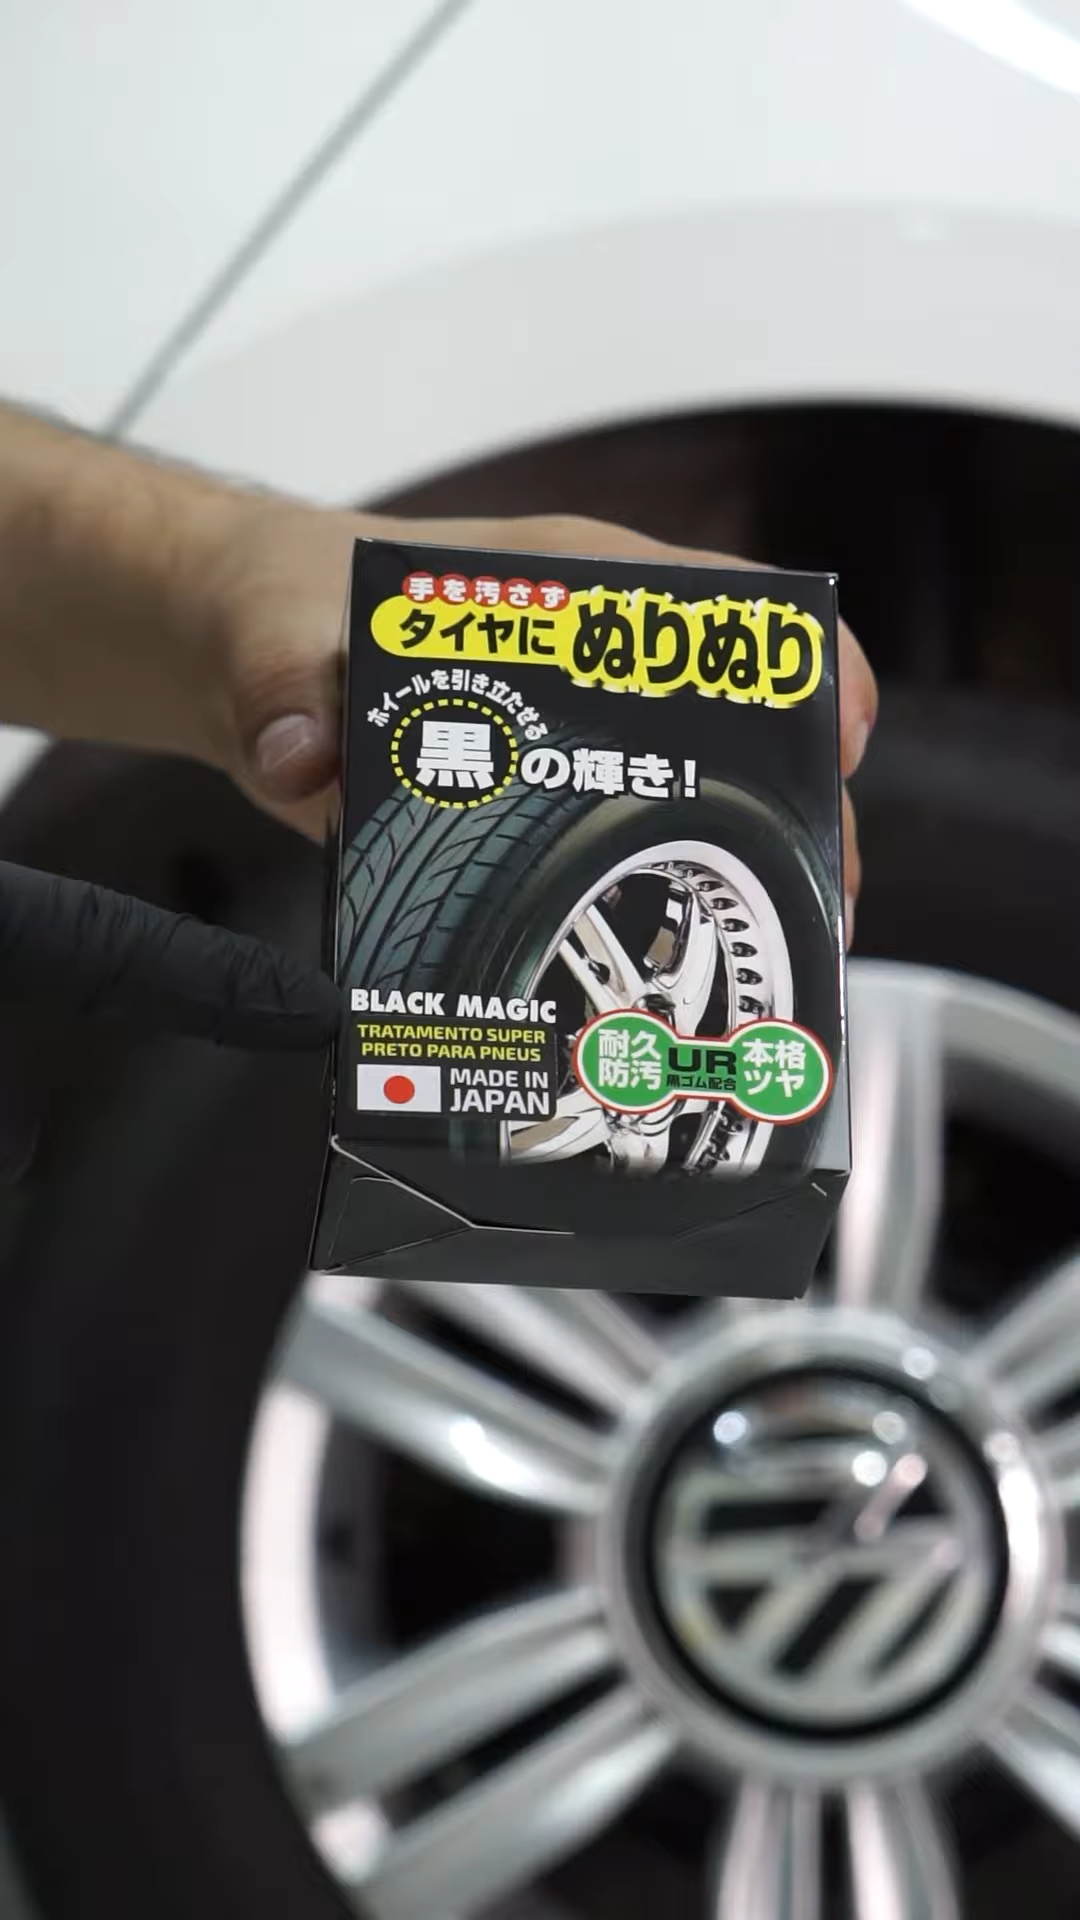 手を汚さず
タイヤにぬりぬり
ホイールを引き立たせる
黒の輝き!
BLACK MAGIC
TRATAMENTO SUPER
PRETO PARA PNEUS
MADE IN
JAPAN
耐久
防汚
UR
黒ゴム配合
本格
ツヤ